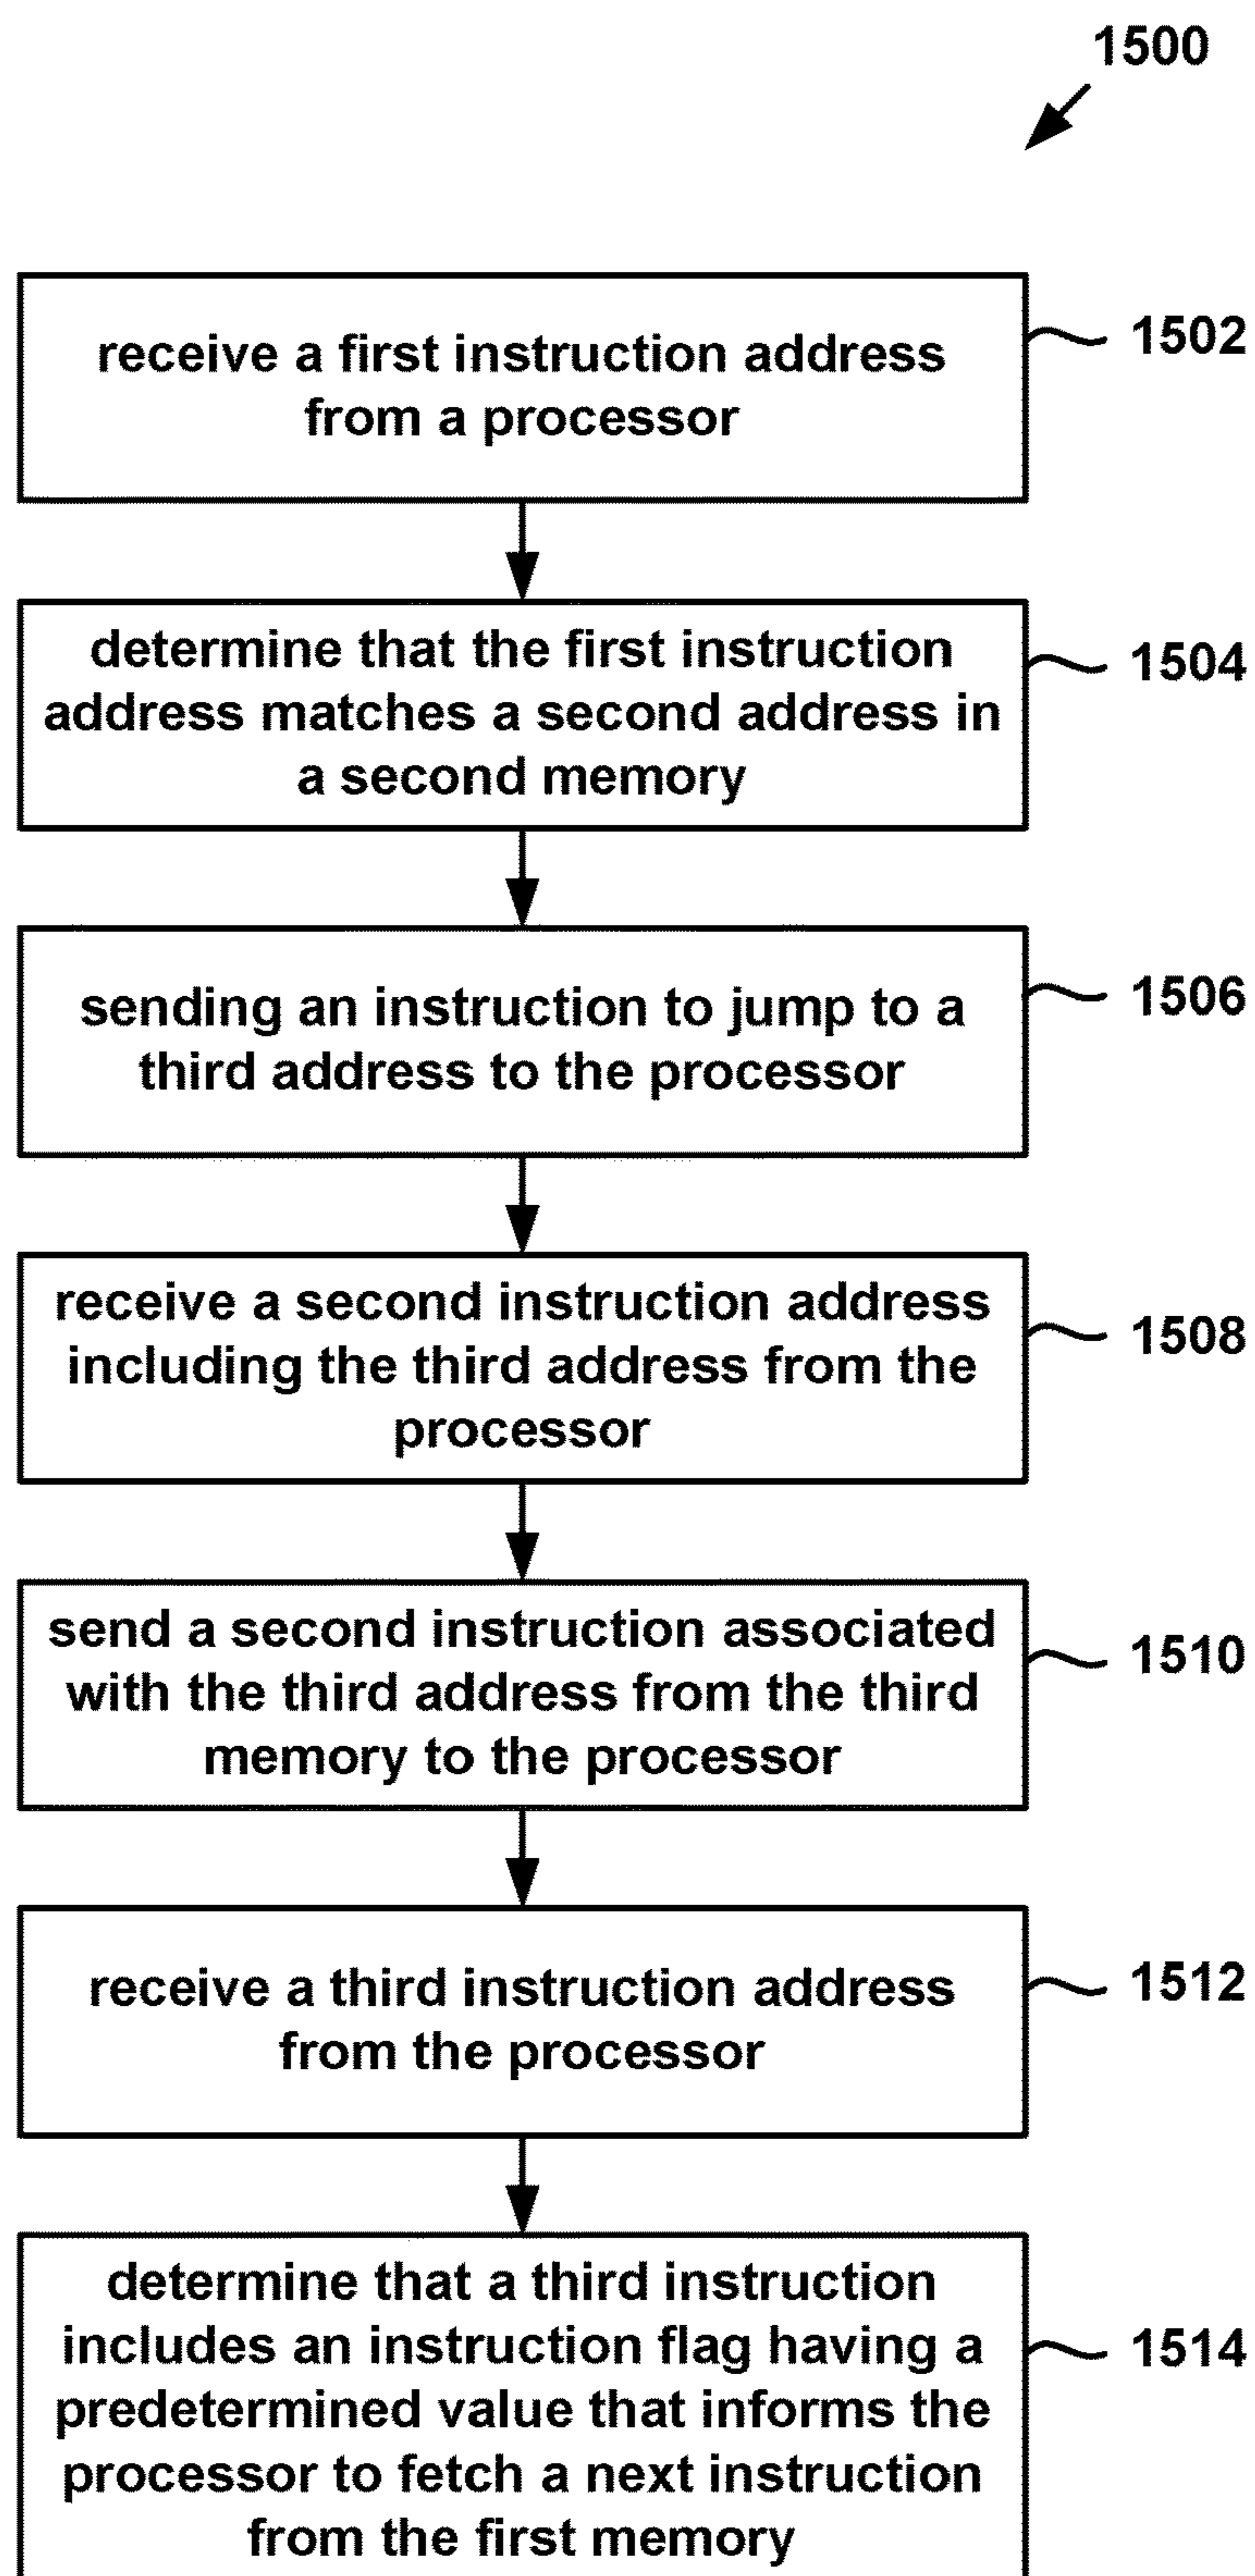 1500
receive a first instruction address
from a processor
1502
determine that the first instruction
address matches a second address in
a second memory
1504
sending an instruction to jump to a
third address to the processor
1506
receive a second instruction address
including the third address from the
processor
1508
send a second instruction associated
with the third address from the third
memory to the processor
1510
receive a third instruction address
from the processor
1512
determine that a third instruction
includes an instruction flag having a
predetermined value that informs the
processor to fetch a next instruction
from the first memory
1514